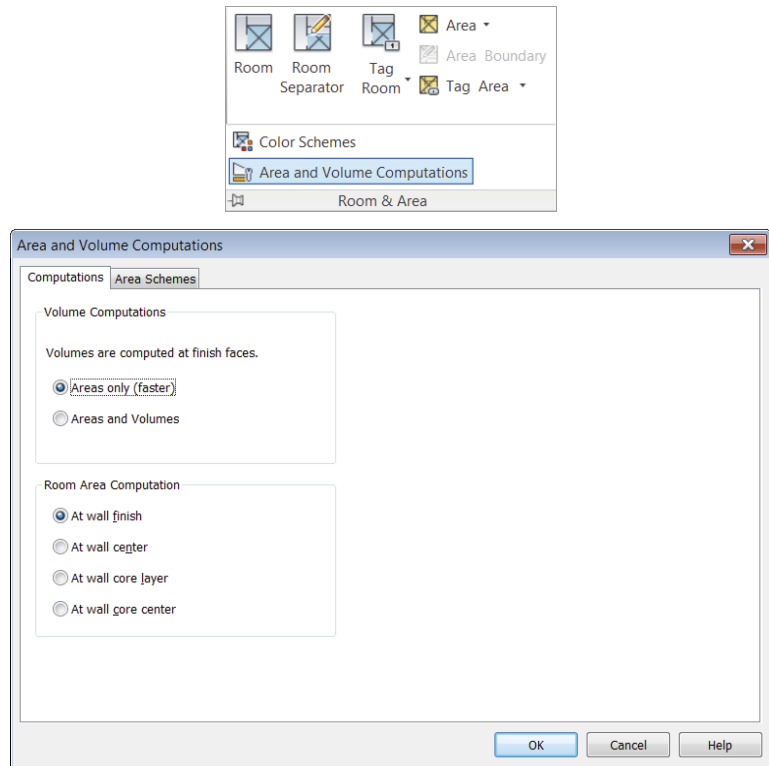 Room
Room
Separator
Tag
Room
1
Area
Area Boundary
Tag Area
Color Schemes
Area and Volume Computations
Room & Area
Area and Volume Computations
Computations
Area Schemes
Volume Computations
Volumes are computed at finish faces.
Areas only (faster)
Areas and Volumes
Room Area Computation
At wall finish
At wall center
At wall core layer
At wall core center
OK
Cancel
Help